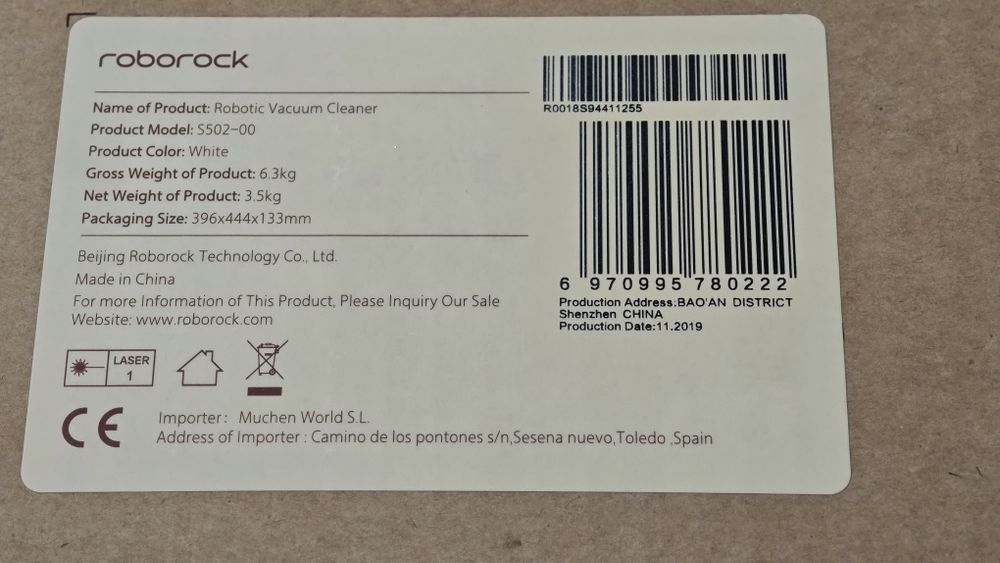 roborock
Name of Product: Robotic Vacuum Cleaner
Product Model: S502-00
Product Color: White
Gross Weight of Product: 6.3kg
Net Weight of Product: 3.5kg
Packaging Size: 396x444x133mm
Beijing Roborock Technology Co., Ltd.
Made in China
For more Information of This Product, Please Inquiry Our Sale
Website: www.roborock.com
LASER
1
CE
Importer: Muchen World S.L.
Address of Importer : Camino de los pontones s/n,Sesena nuevo,Toledo ,Spain
R0018S94411255
6 970995 780222
Production Address:BAO'AN DISTRICT
Shenzhen CHINA
Production Date:11.2019